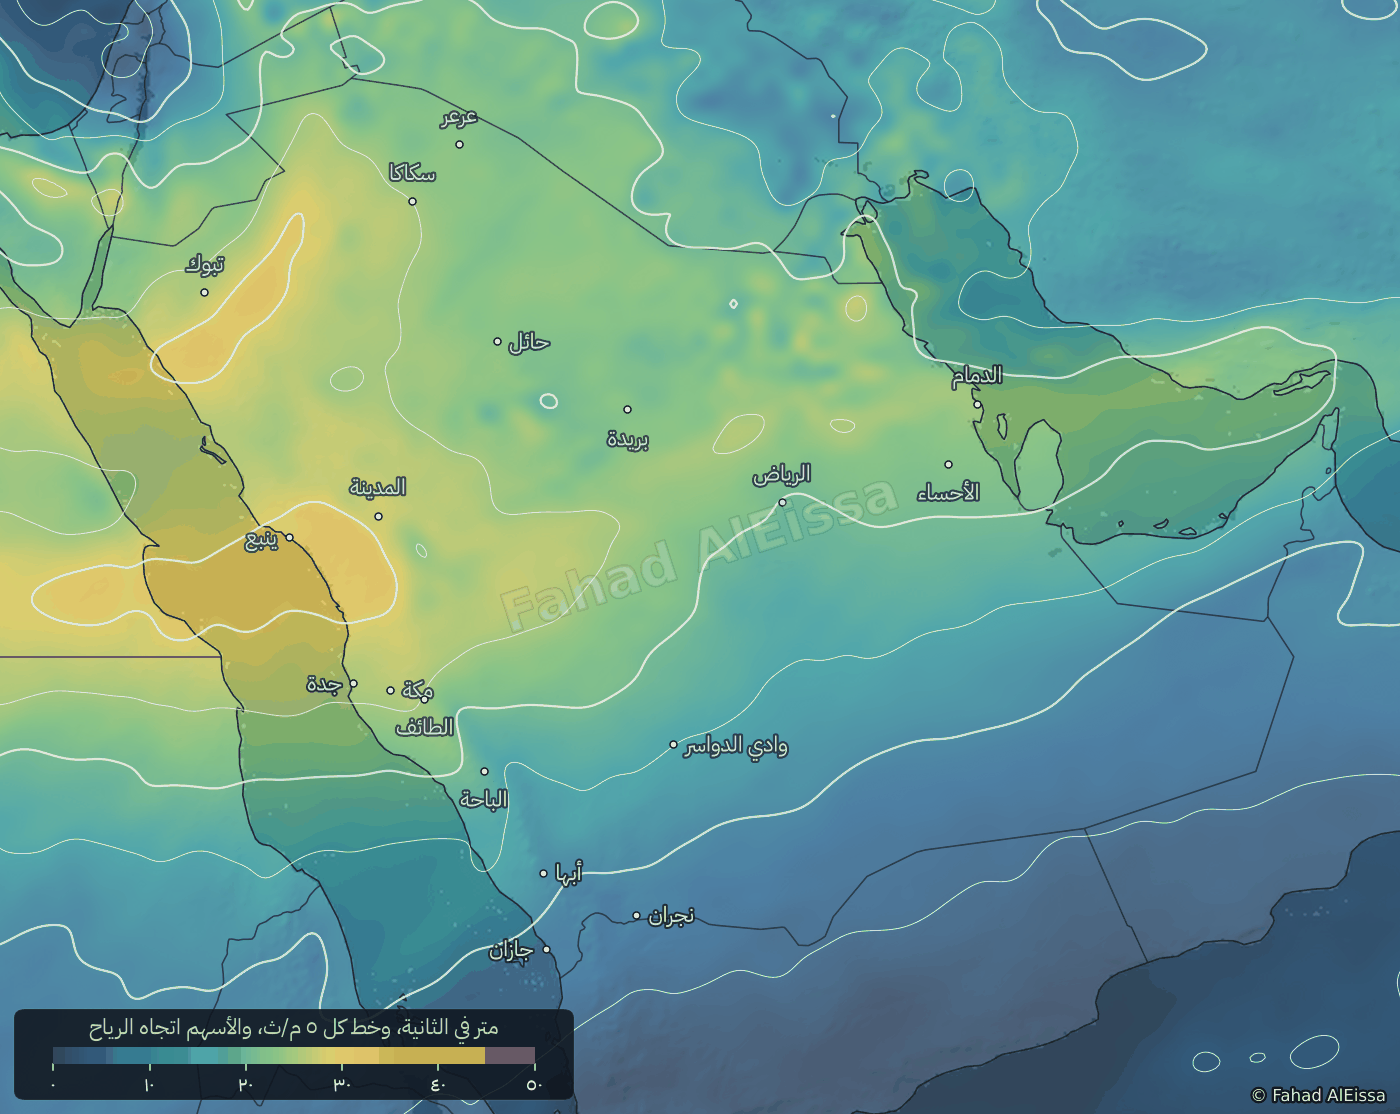 عرعر
سكاكا
تبوك
حائل
الدمام
بريدة
الرياض
المدينة
الأحساء
ينبع
Fahad AlEissa
جدة
مكة
الطائف
وادي الدواسر
الباحة
أبها
نجران
جازان
متر في الثانية، وخط كل ٥ م/ث، والأسهم اتجاه الرياح
٠ ١٠ ٢٠ ٣٠ ٤٠ ٥٠
© Fahad AlEissa